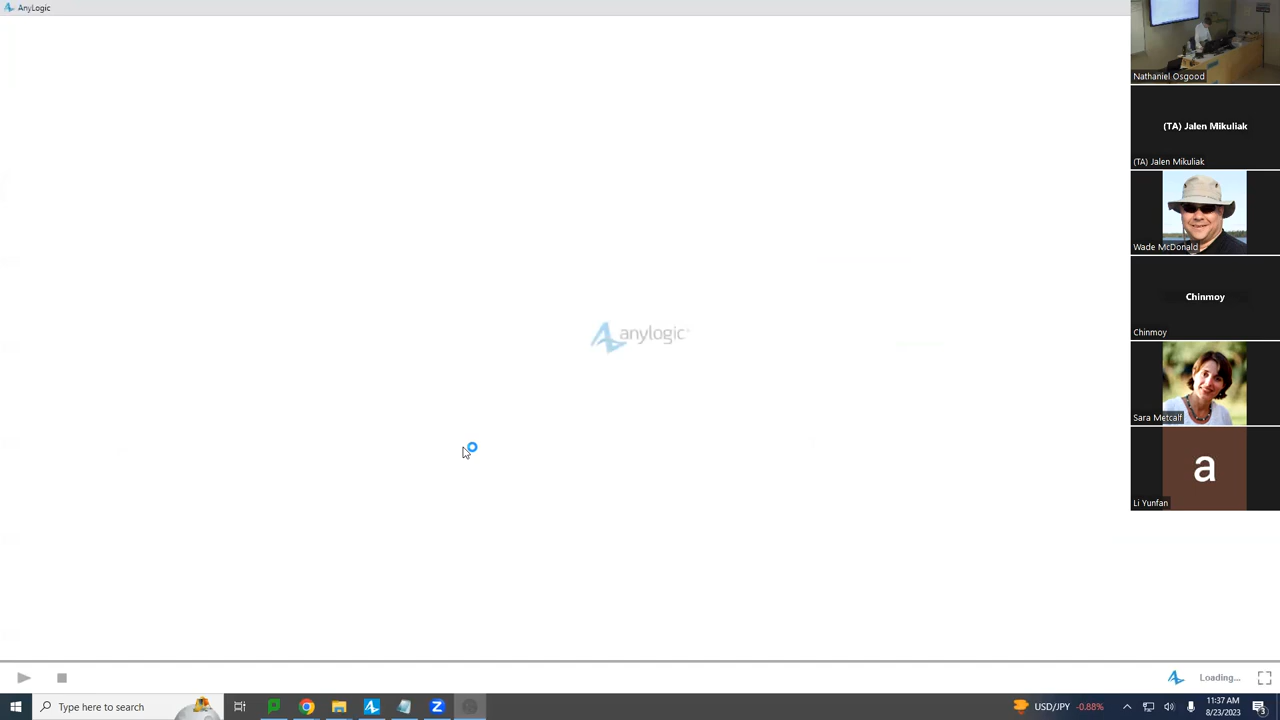 AnyLogic
Nathaniel Osgood
(TA) Jalen Mikuliak
(TA) Jalen Mikuliak
Wade McDonald
Chinmoy
Chinmoy
Sara Metcalf
a
Li Yunfan
anylogic
Loading...
Type here to search
USD/JPY -0.88%
11:37 AM
8/23/2023
3